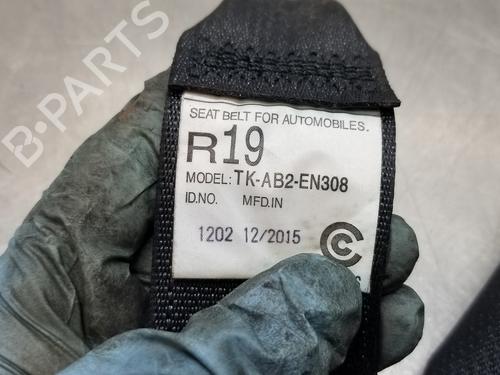 B-PARTS
SEAT BELT FOR AUTOMOBILES.
R19
MODEL: TK-AB2-EN308
ID.NO. MFD.IN
1202 12/2015